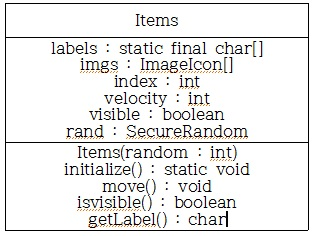 Items
labels : static final char[]
imgs : ImageIcon[]
index : int
velocity : int
visible : boolean
rand : SecureRandom
Items(random : int)
initialize() : static void
move() : void
isvisible() : boolean
getLabel() : char